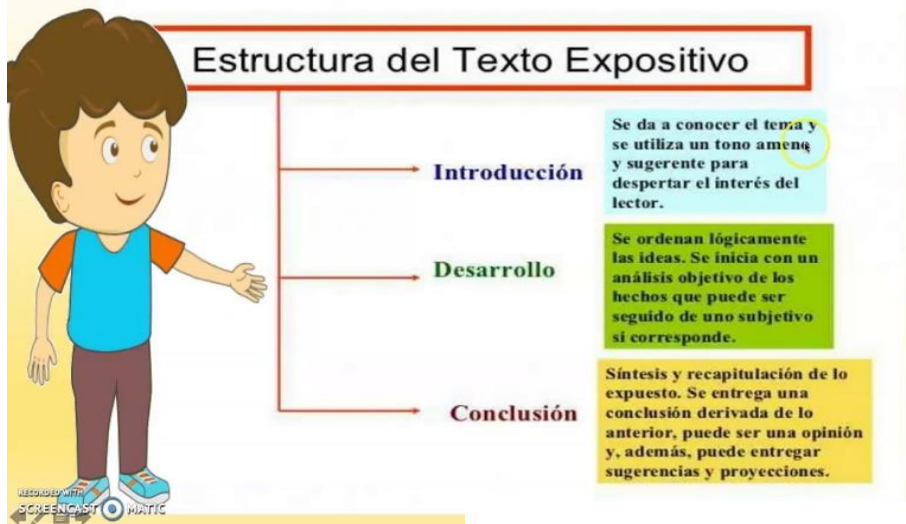 Estructura del Texto Expositivo
Introducción
Se da a conocer el tema y
se utiliza un tono ameno
y sugerente para
despertar el interés del
lector.
Desarrollo
Se ordenan lógicamente
las ideas. Se inicia con un
análisis objetivo de los
hechos que puede ser
seguido de uno subjetivo
si corresponde.
Conclusión
Síntesis y recapitulación de lo
expuesto. Se entrega una
conclusión derivada de lo
anterior, puede ser una opinión
y, además, puede entregar
sugerencias y proyecciones.
RECORDED WITH
SCREENCAST MATIC